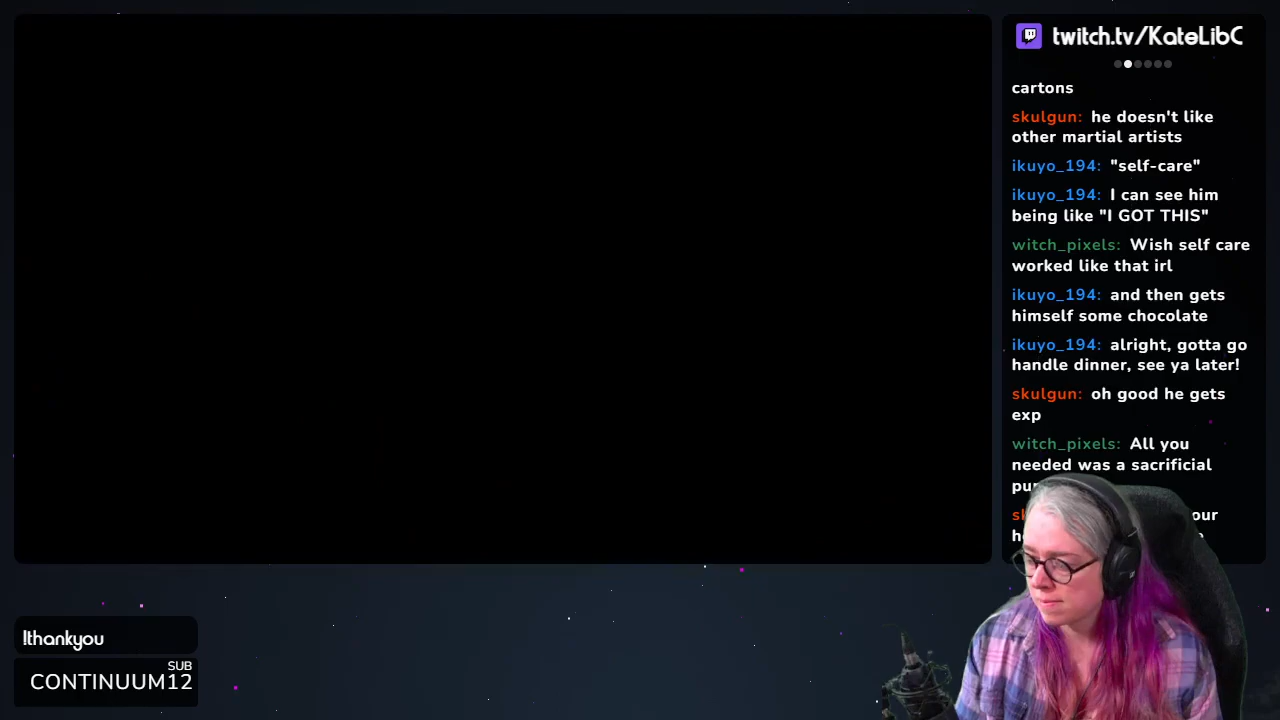 twitch.tv/KateLibC
cartons
skulgun: he doesn't like
other martial artists
ikuyo_194: "self-care"
ikuyo_194: I can see him
being like "I GOT THIS"
witch_pixels: Wish self care
worked like that irl
ikuyo_194: and then gets
himself some chocolate
ikuyo_194: alright, gotta go
handle dinner, see ya later!
skulgun: oh good he gets
exp
witch_pixels: All you
needed was a sacrificial
!thankyou
SUB
CONTINUUM12